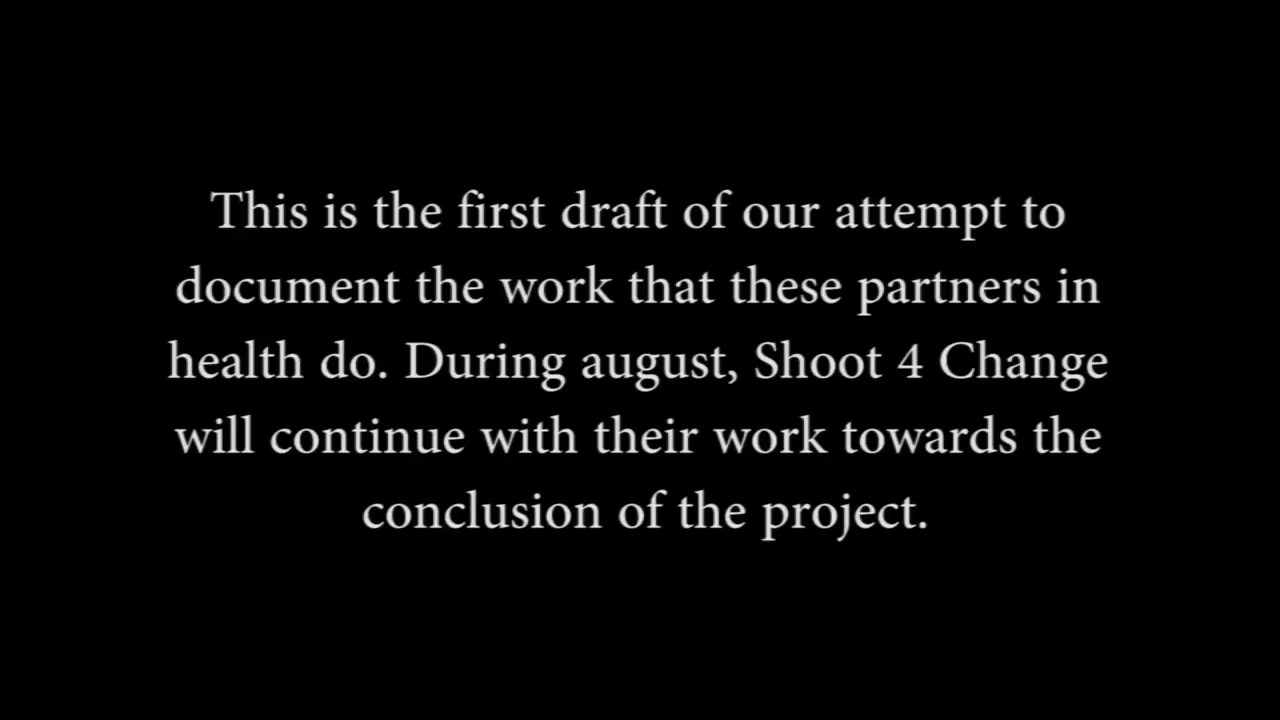 This is the first draft of our attempt to
document the work that these partners in
health do. During august, Shoot 4 Change
will continue with their work towards the
conclusion of the project.